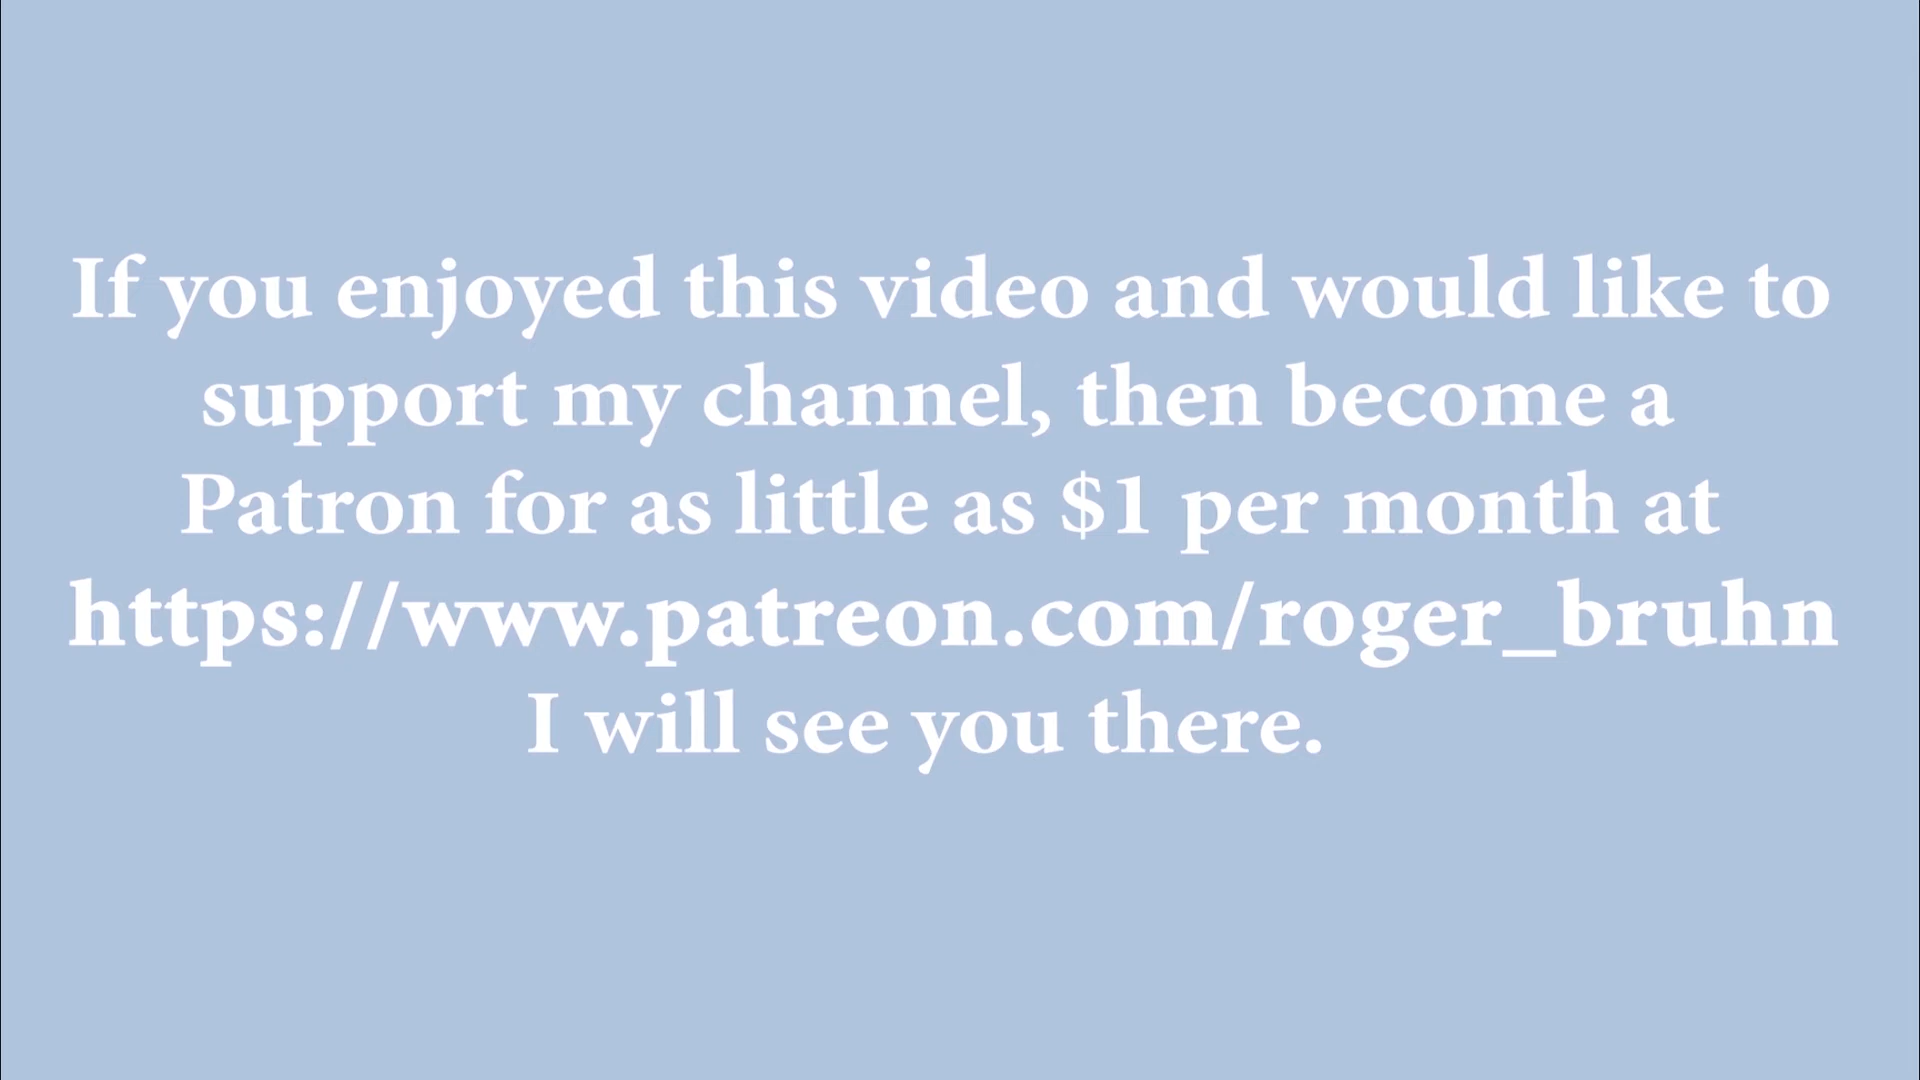 If you enjoyed this video and would like to
support my channel, then become a
Patron for as little as $1 per month at
https://www.patreon.com/roger_bruhn
I will see you there.